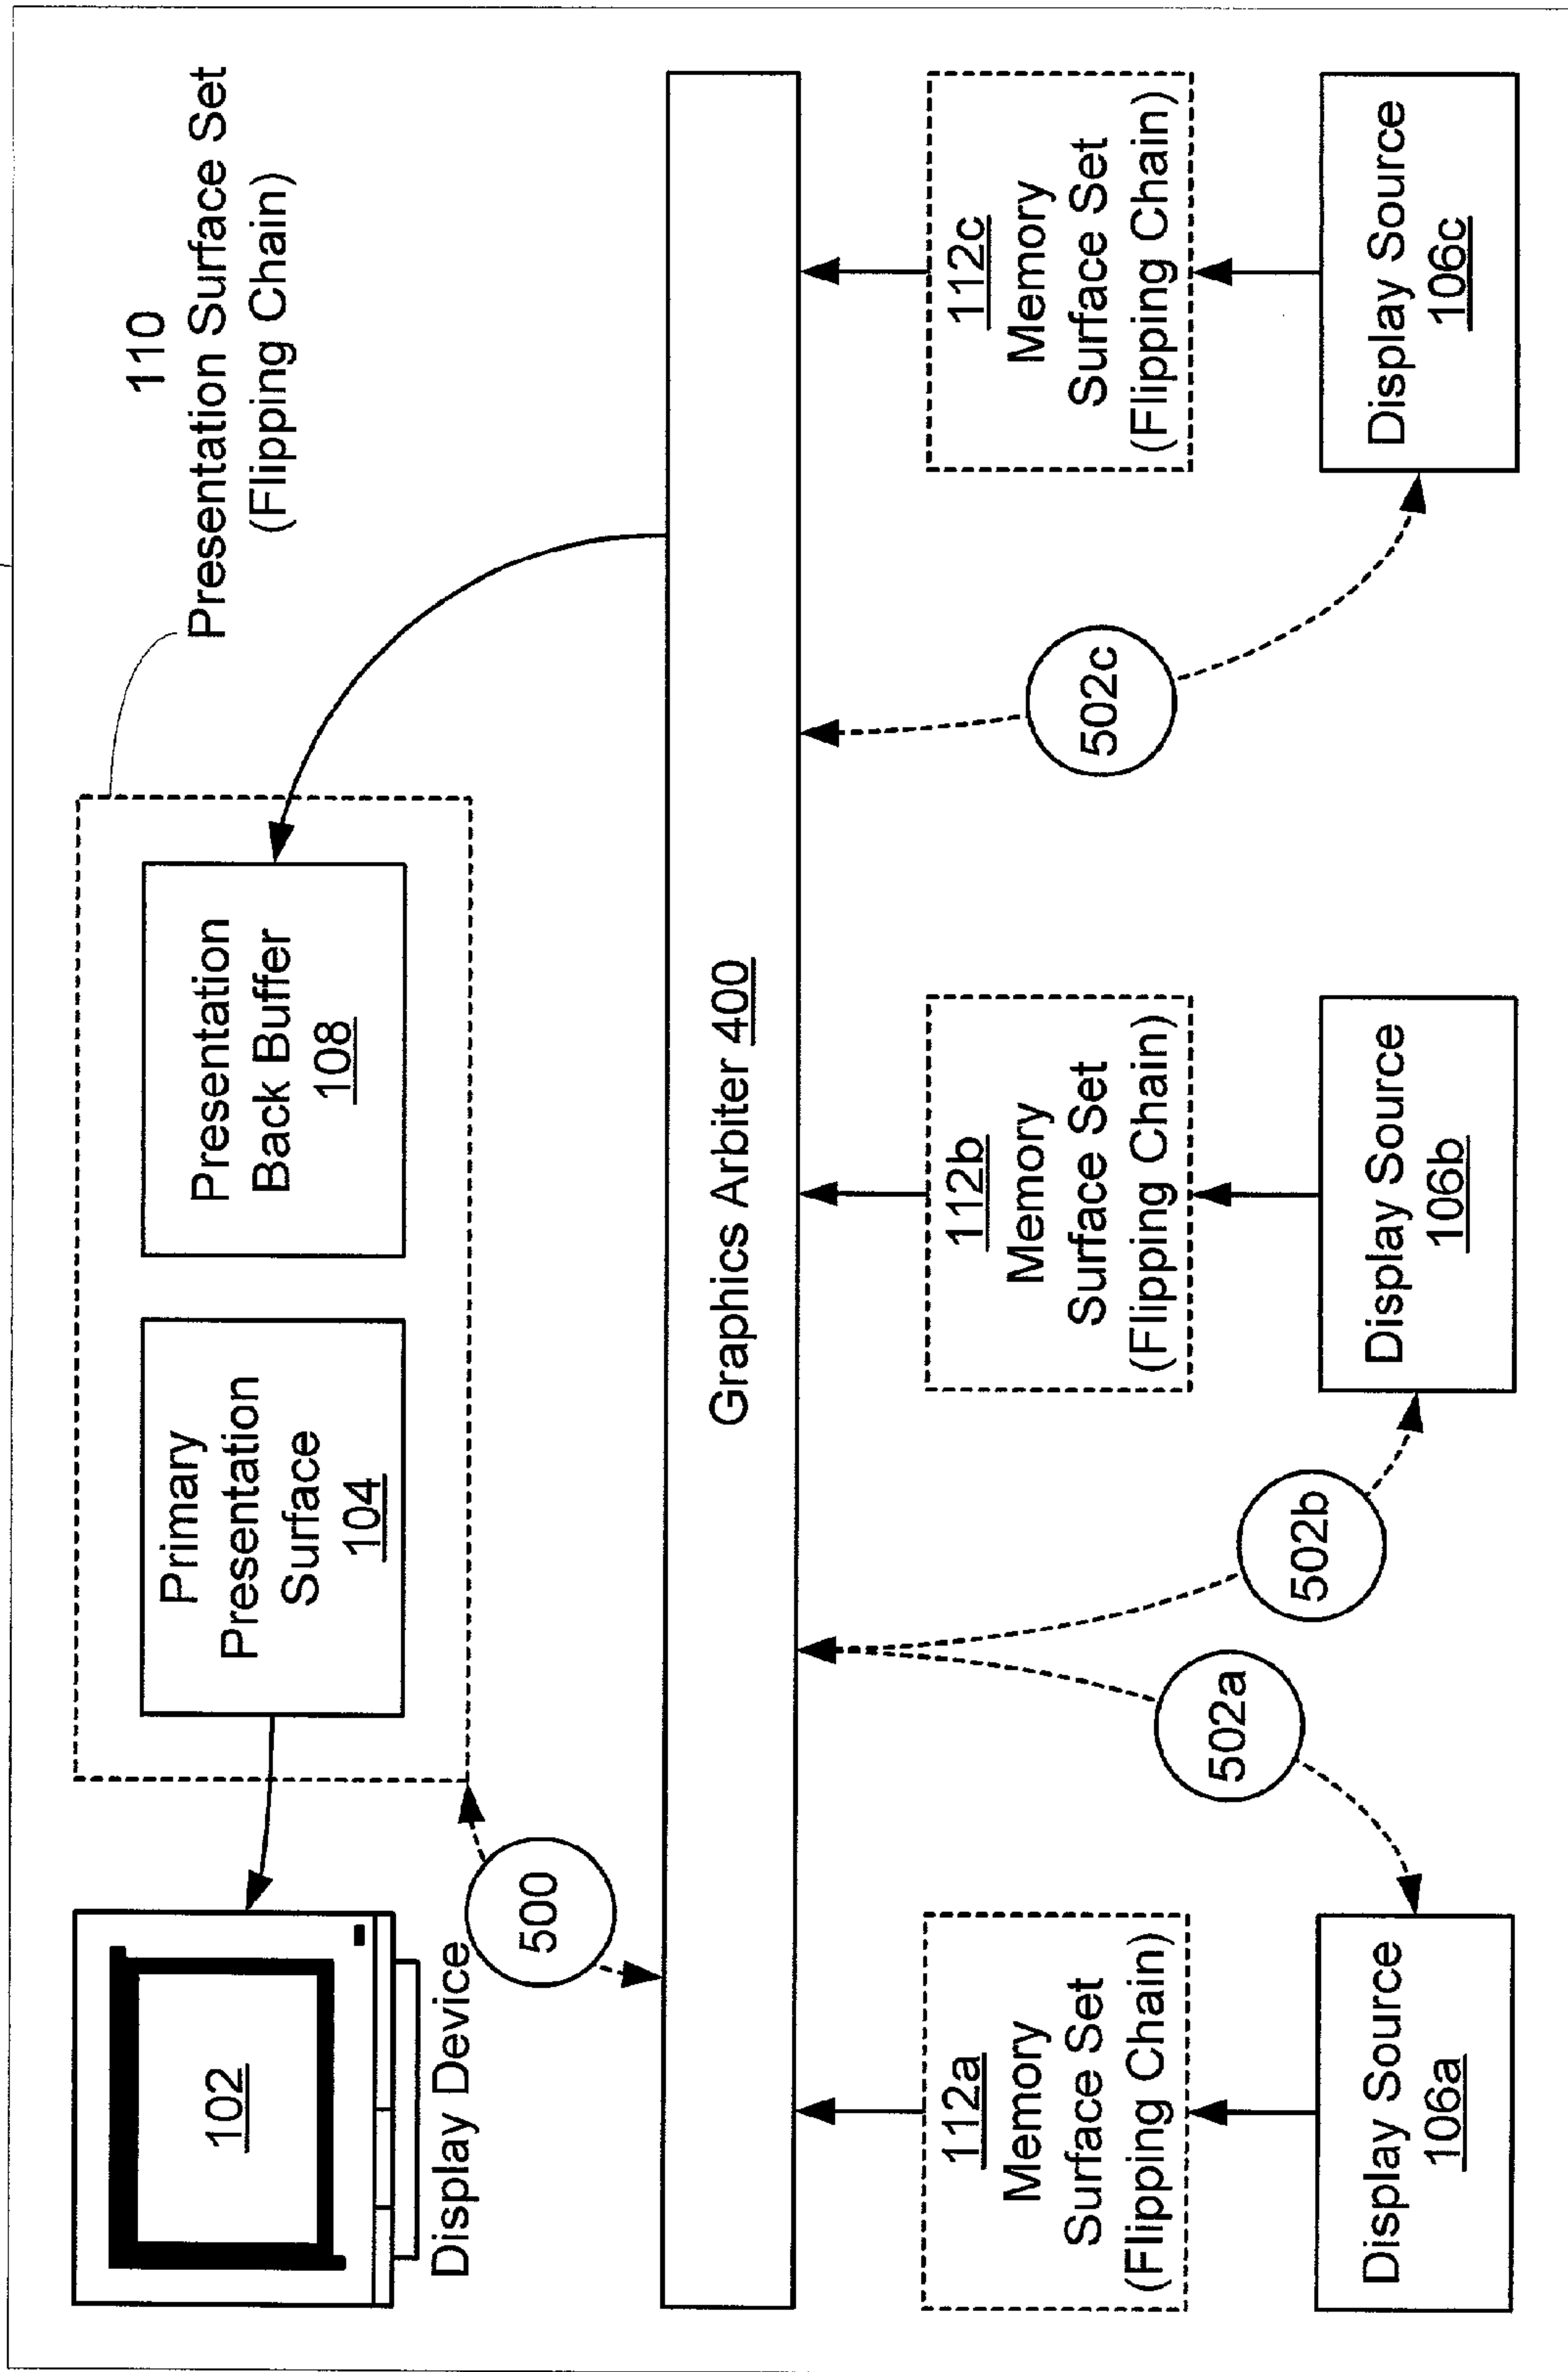 110
Presentation Surface Set
(Flipping Chain)
102
Display Device
Primary
Presentation
Surface
104
Presentation
Back Buffer
108
500
Graphics Arbiter 400
112a
Memory
Surface Set
(Flipping Chain)
112b
Memory
Surface Set
(Flipping Chain)
112c
Memory
Surface Set
(Flipping Chain)
502a
502b
502c
Display Source
106a
Display Source
106b
Display Source
106c